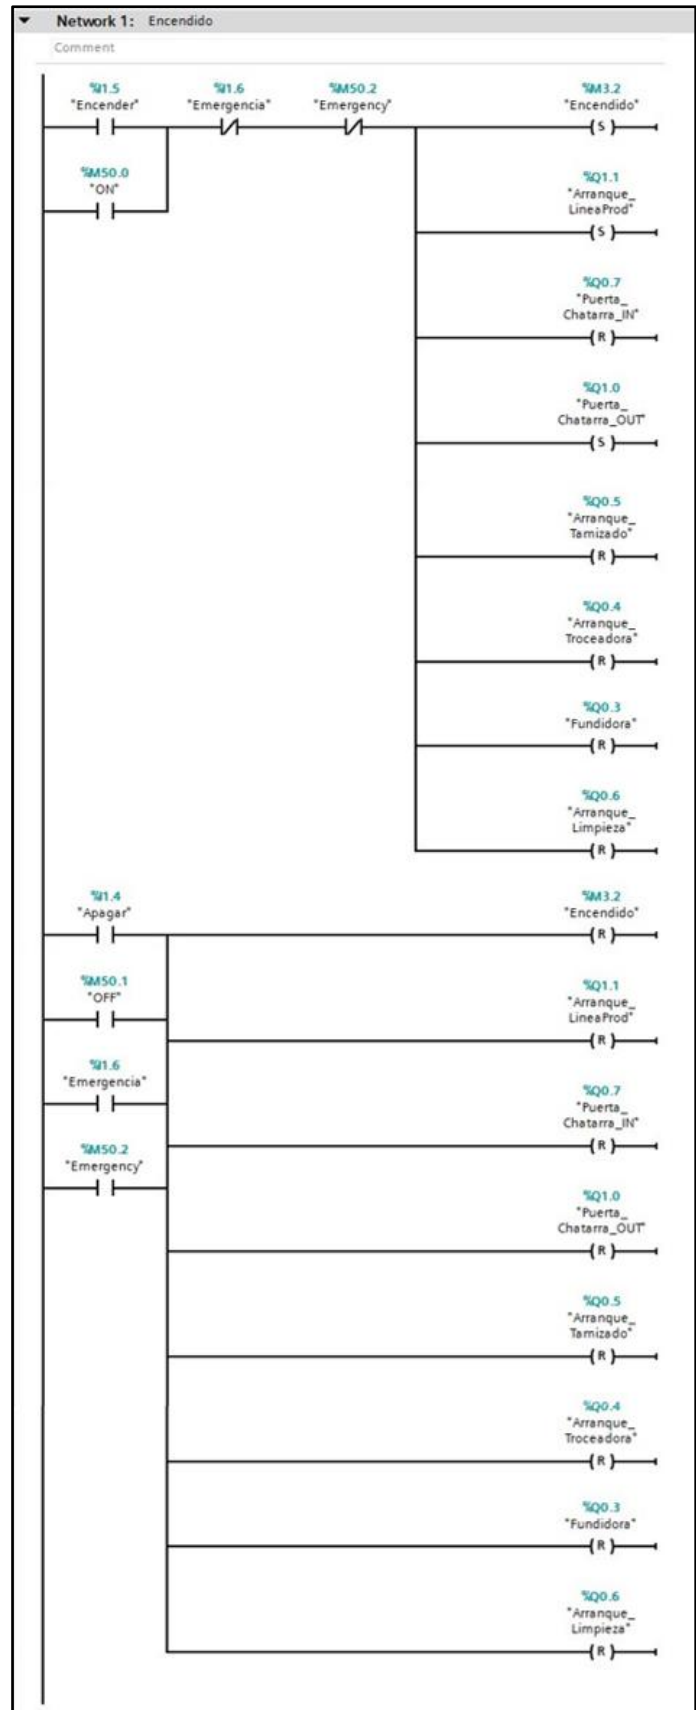 Network 1: Encendido
Comment
%I1.5 %I1.6 %M50.2 %M3.2
"Encender" "Emergencia" "Emergency" "Encendido"
S
%M50.0
"ON"
%Q1.1
"Arranque_
LineaProd"
S
%Q0.7
"Puerta_
Chatarra_IN"
R
%Q1.0
"Puerta_
Chatarra_OUT"
S
%Q0.5
"Arranque_
Tamizado"
R
%Q0.4
"Arranque_
Troceadora"
R
%Q0.3
"Fundidora"
R
%Q0.6
"Arranque_
Limpieza"
R
%I1.4 %M3.2
"Apagar" "Encendido"
R
%M50.1
"OFF"
%Q1.1
"Arranque_
LineaProd"
R
%I1.6
"Emergencia"
%Q0.7
"Puerta_
Chatarra_IN"
R
%M50.2
"Emergency"
%Q1.0
"Puerta_
Chatarra_OUT"
R
%Q0.5
"Arranque_
Tamizado"
R
%Q0.4
"Arranque_
Troceadora"
R
%Q0.3
"Fundidora"
R
%Q0.6
"Arranque_
Limpieza"
R